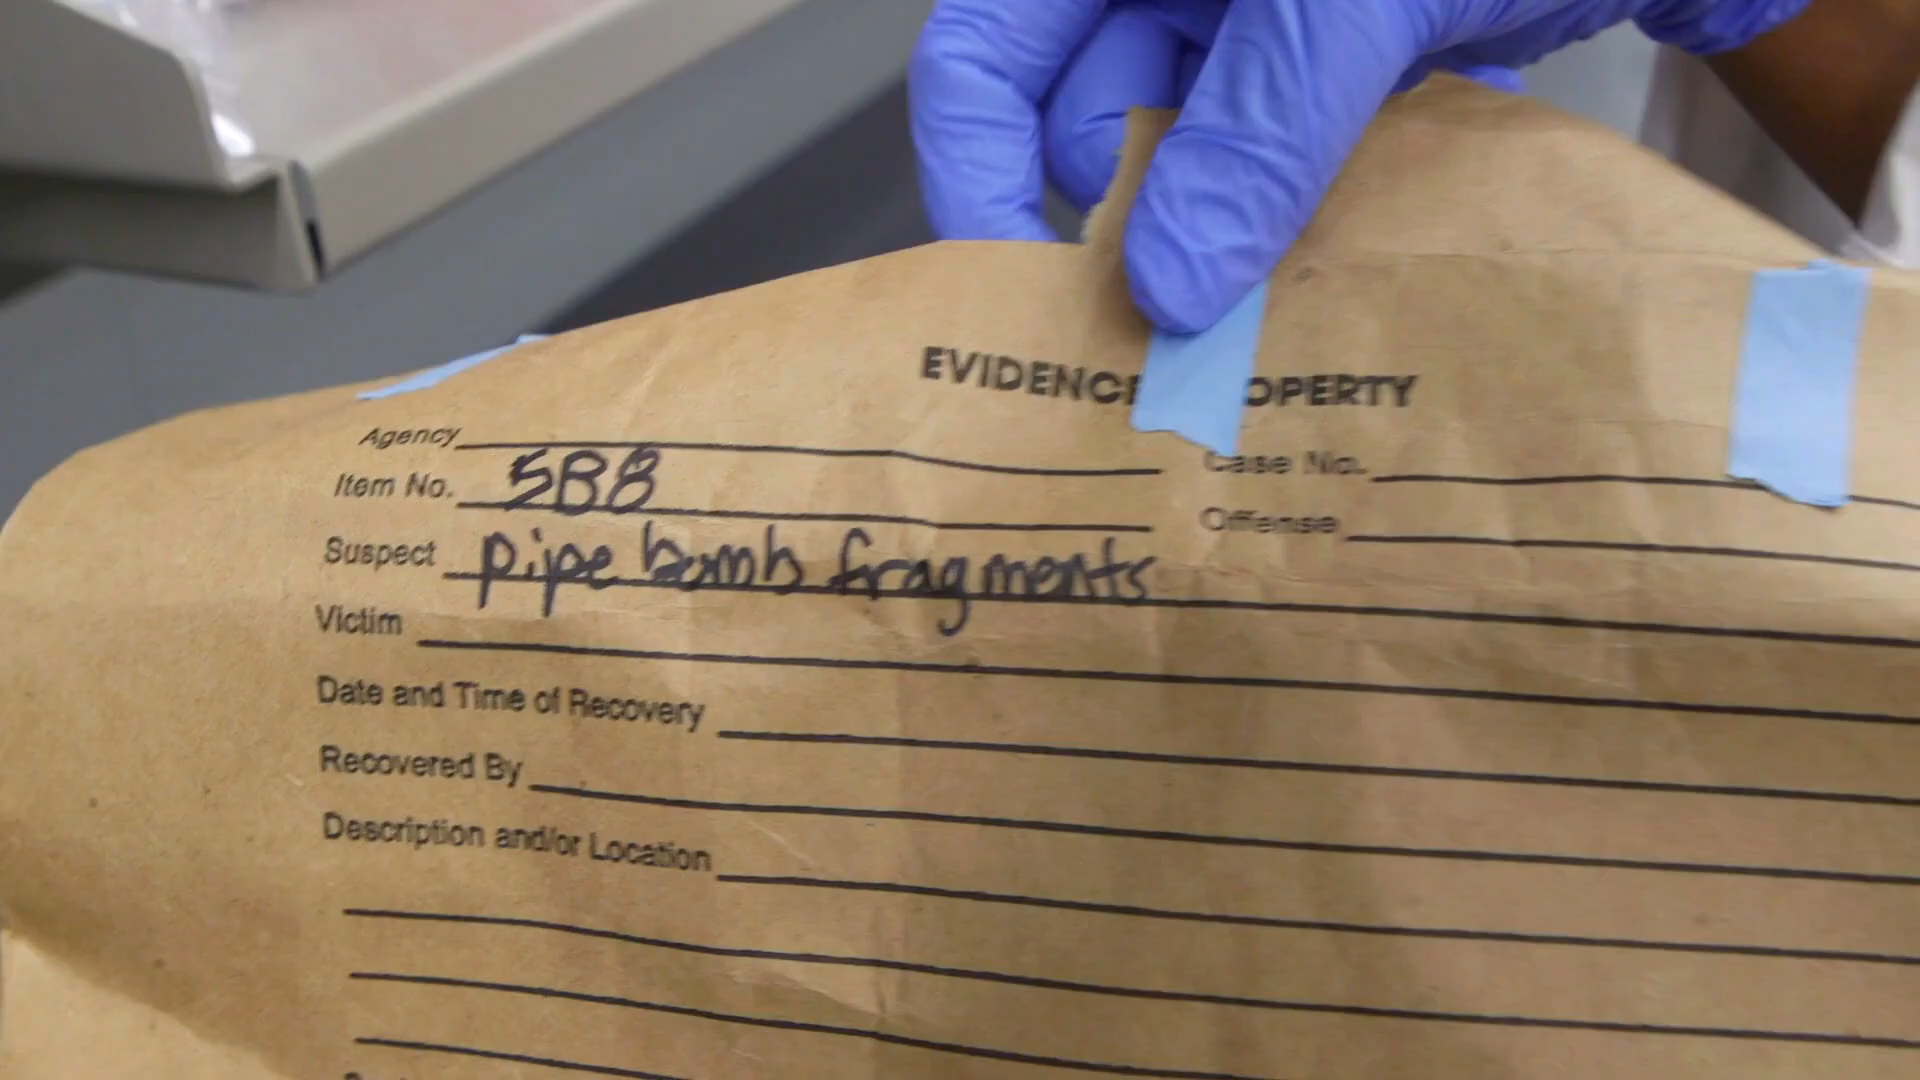 EVIDENCE OPERTY
Agency
Case No.
Item No. 5B8
Offense
Suspect pipe bomb fragments
Victim
Date and Time of Recovery
Recovered By
Description and/or Location